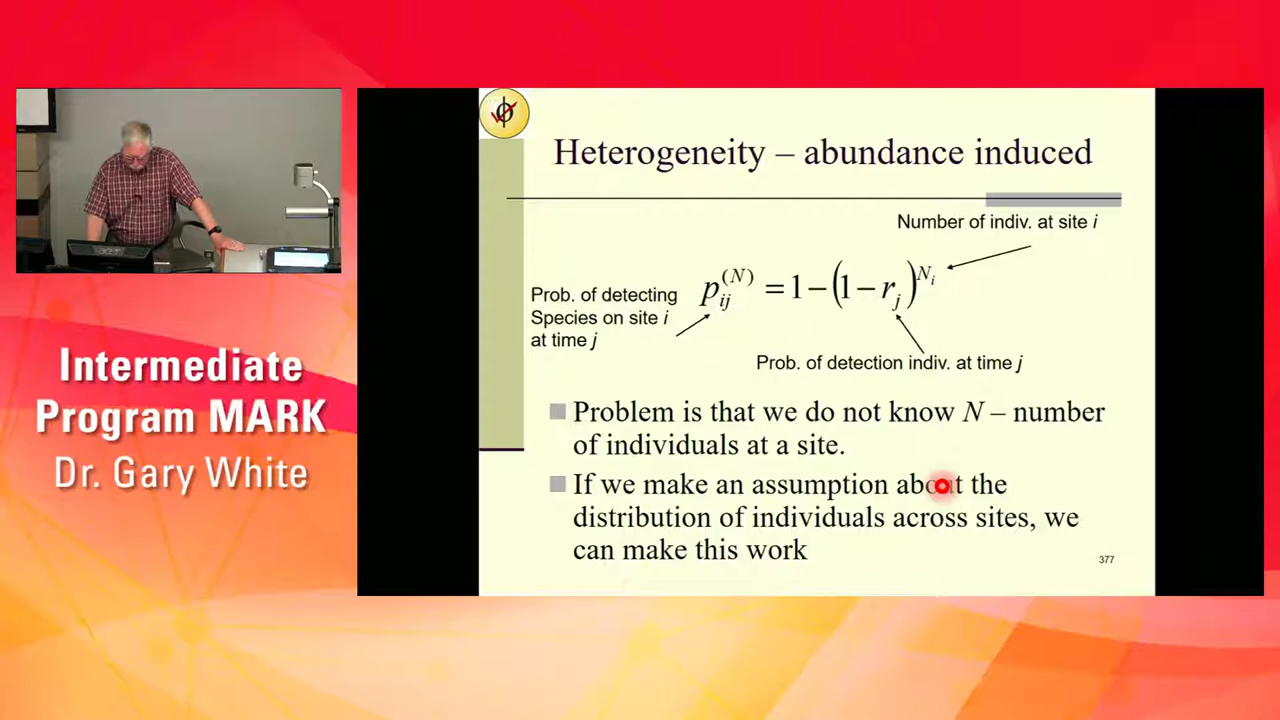 Heterogeneity – abundance induced
Number of indiv. at site i
Prob. of detecting
Species on site i
at time j
p_{ij}^{(N)} = 1 − (1 − r_j)^{N_i}
Prob. of detection indiv. at time j
Problem is that we do not know N – number
of individuals at a site.
If we make an assumption about the
distribution of individuals across sites, we
can make this work
377
Intermediate
Program MARK
Dr. Gary White